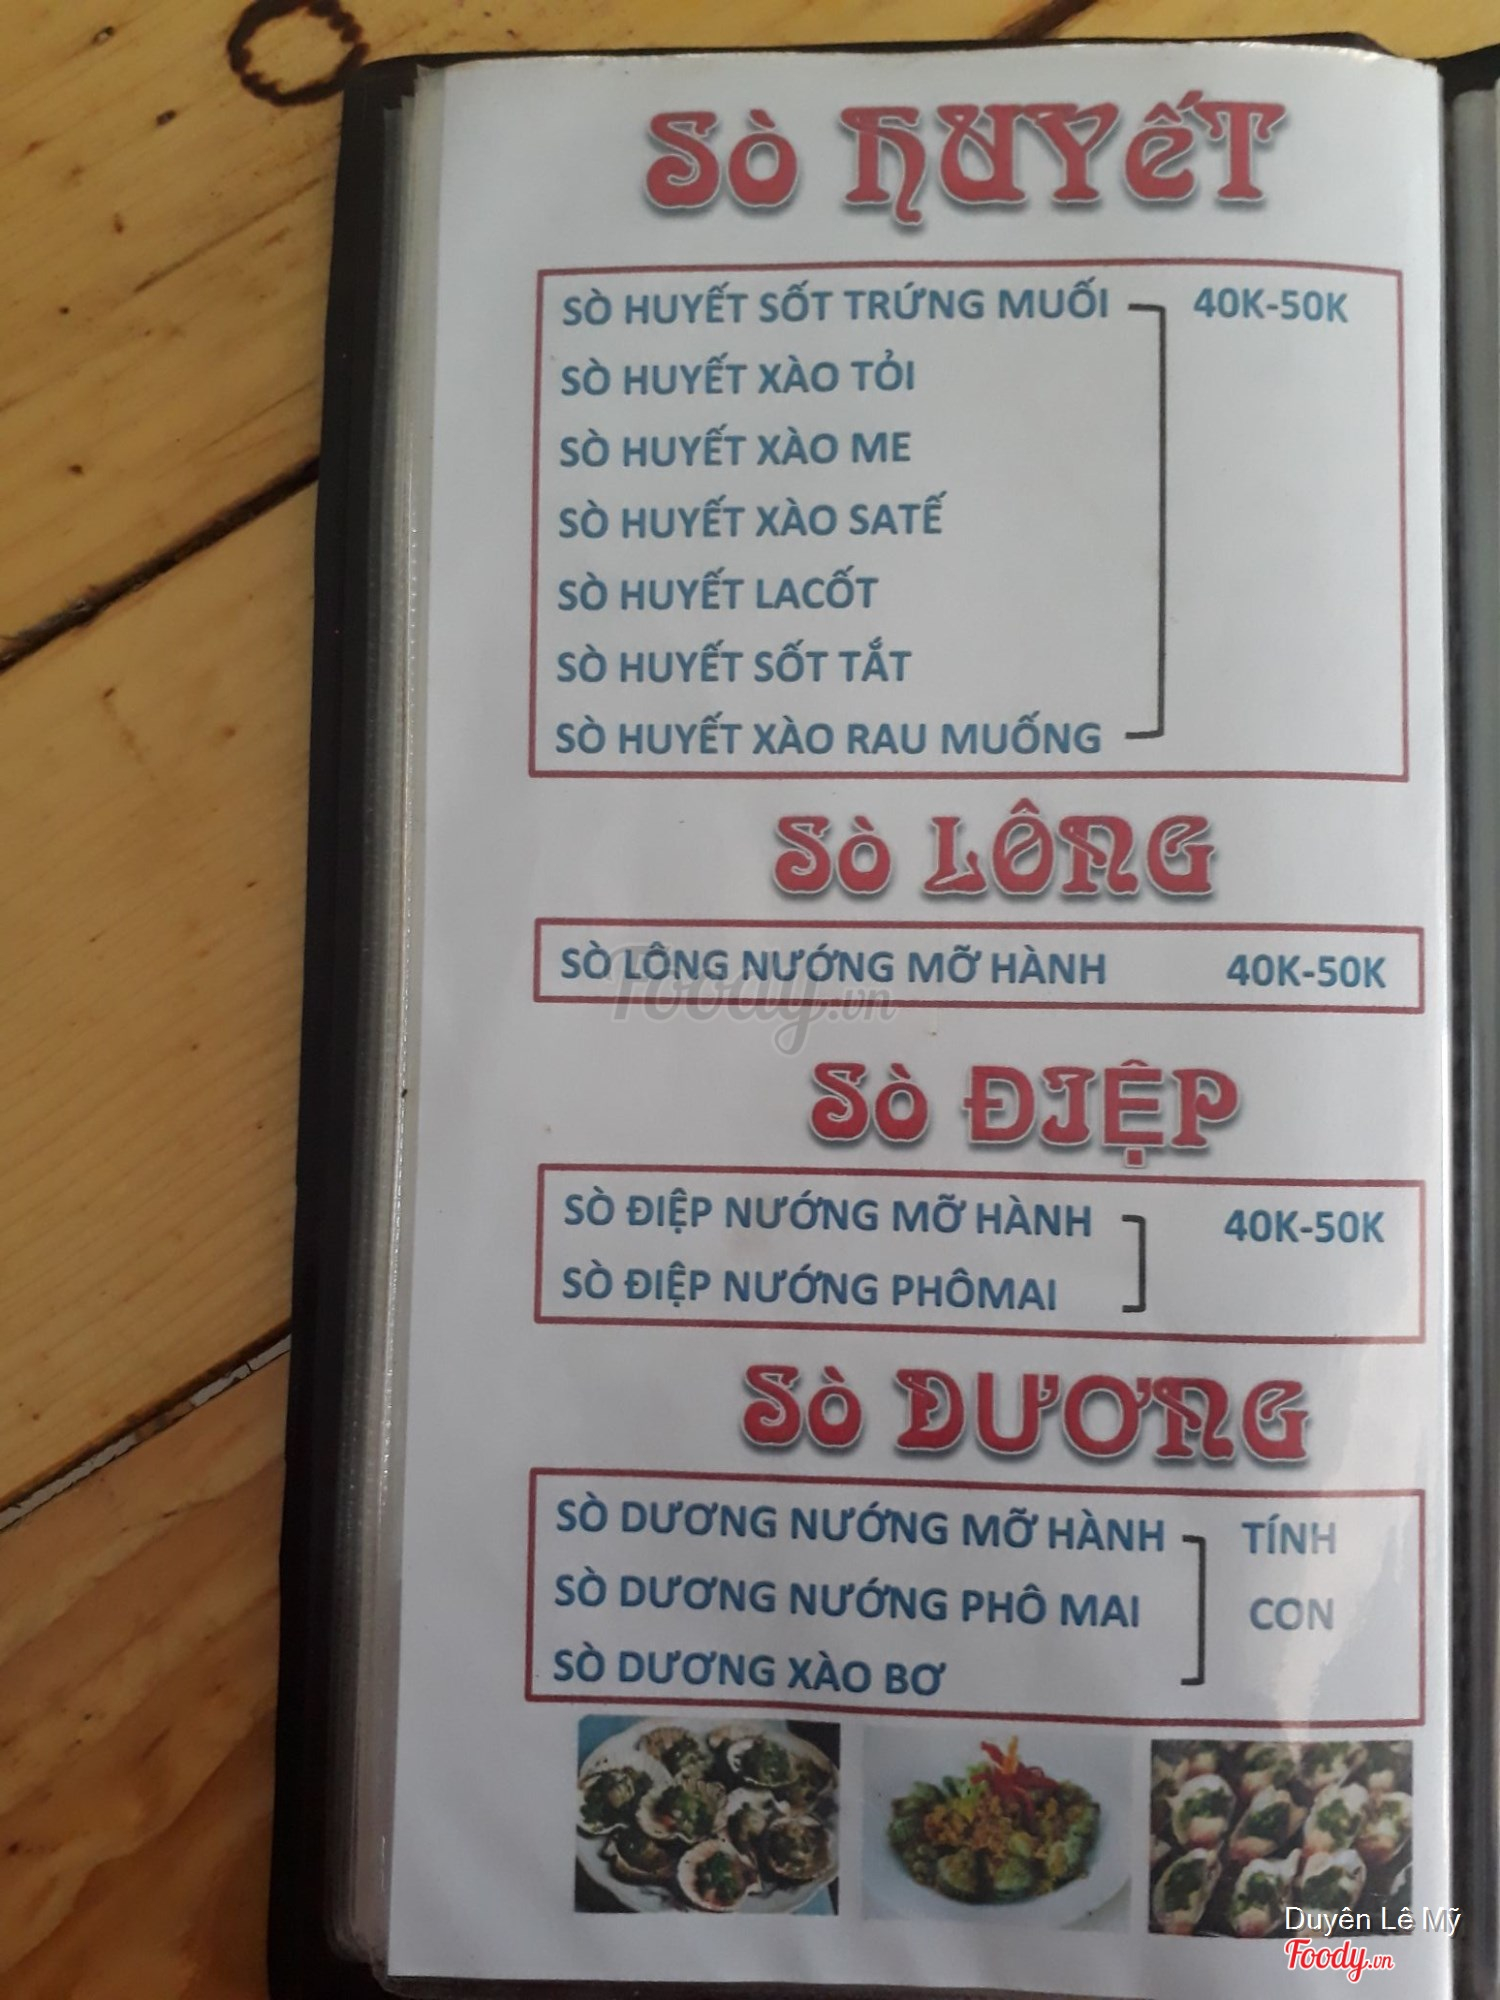 SÒ HUYẾT
SÒ HUYẾT SỐT TRỨNG MUỐI 40K-50K
SÒ HUYẾT XÀO TỎI
SÒ HUYẾT XÀO ME
SÒ HUYẾT XÀO SATẾ
SÒ HUYẾT LACỐT
SÒ HUYẾT SỐT TẮT
SÒ HUYẾT XÀO RAU MUỐNG
SÒ LÔNG
SÒ LÔNG NƯỚNG MỠ HÀNH 40K-50K
Foody.vn
SÒ ĐIỆP
SÒ ĐIỆP NƯỚNG MỠ HÀNH 40K-50K
SÒ ĐIỆP NƯỚNG PHÔMAI
SÒ DƯƠNG
SÒ DƯƠNG NƯỚNG MỠ HÀNH TÍNH
SÒ DƯƠNG NƯỚNG PHÔ MAI CON
SÒ DƯƠNG XÀO BƠ
Duyên Lê Mỹ
Foody.vn